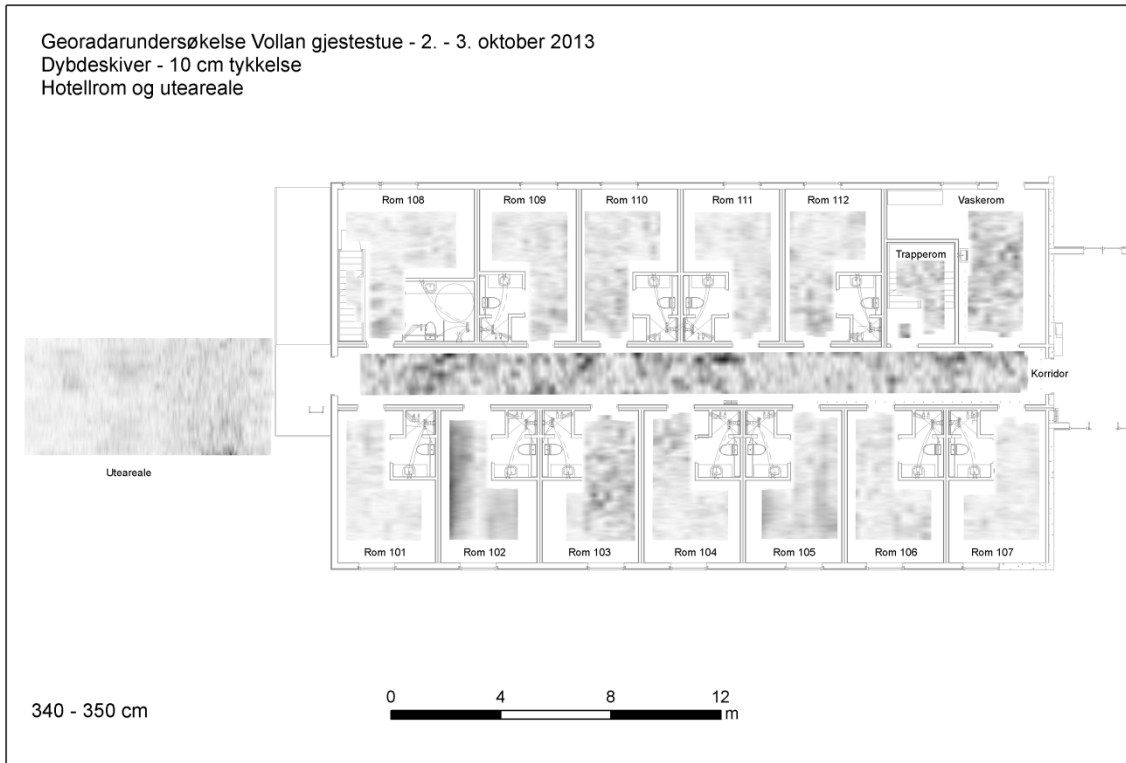 Georadarundersøkelse Vollan gjestestue - 2. - 3. oktober 2013
Dybdeskiver - 10 cm tykkelse
Hotellrom og uteareale
Rom 108
Rom 109
Rom 110
Rom 111
Rom 112
Vaskerom
Trapperom
Korridor
Uteareale
Rom 101
Rom 102
Rom 103
Rom 104
Rom 105
Rom 106
Rom 107
340 - 350 cm
0 4 8 12
m